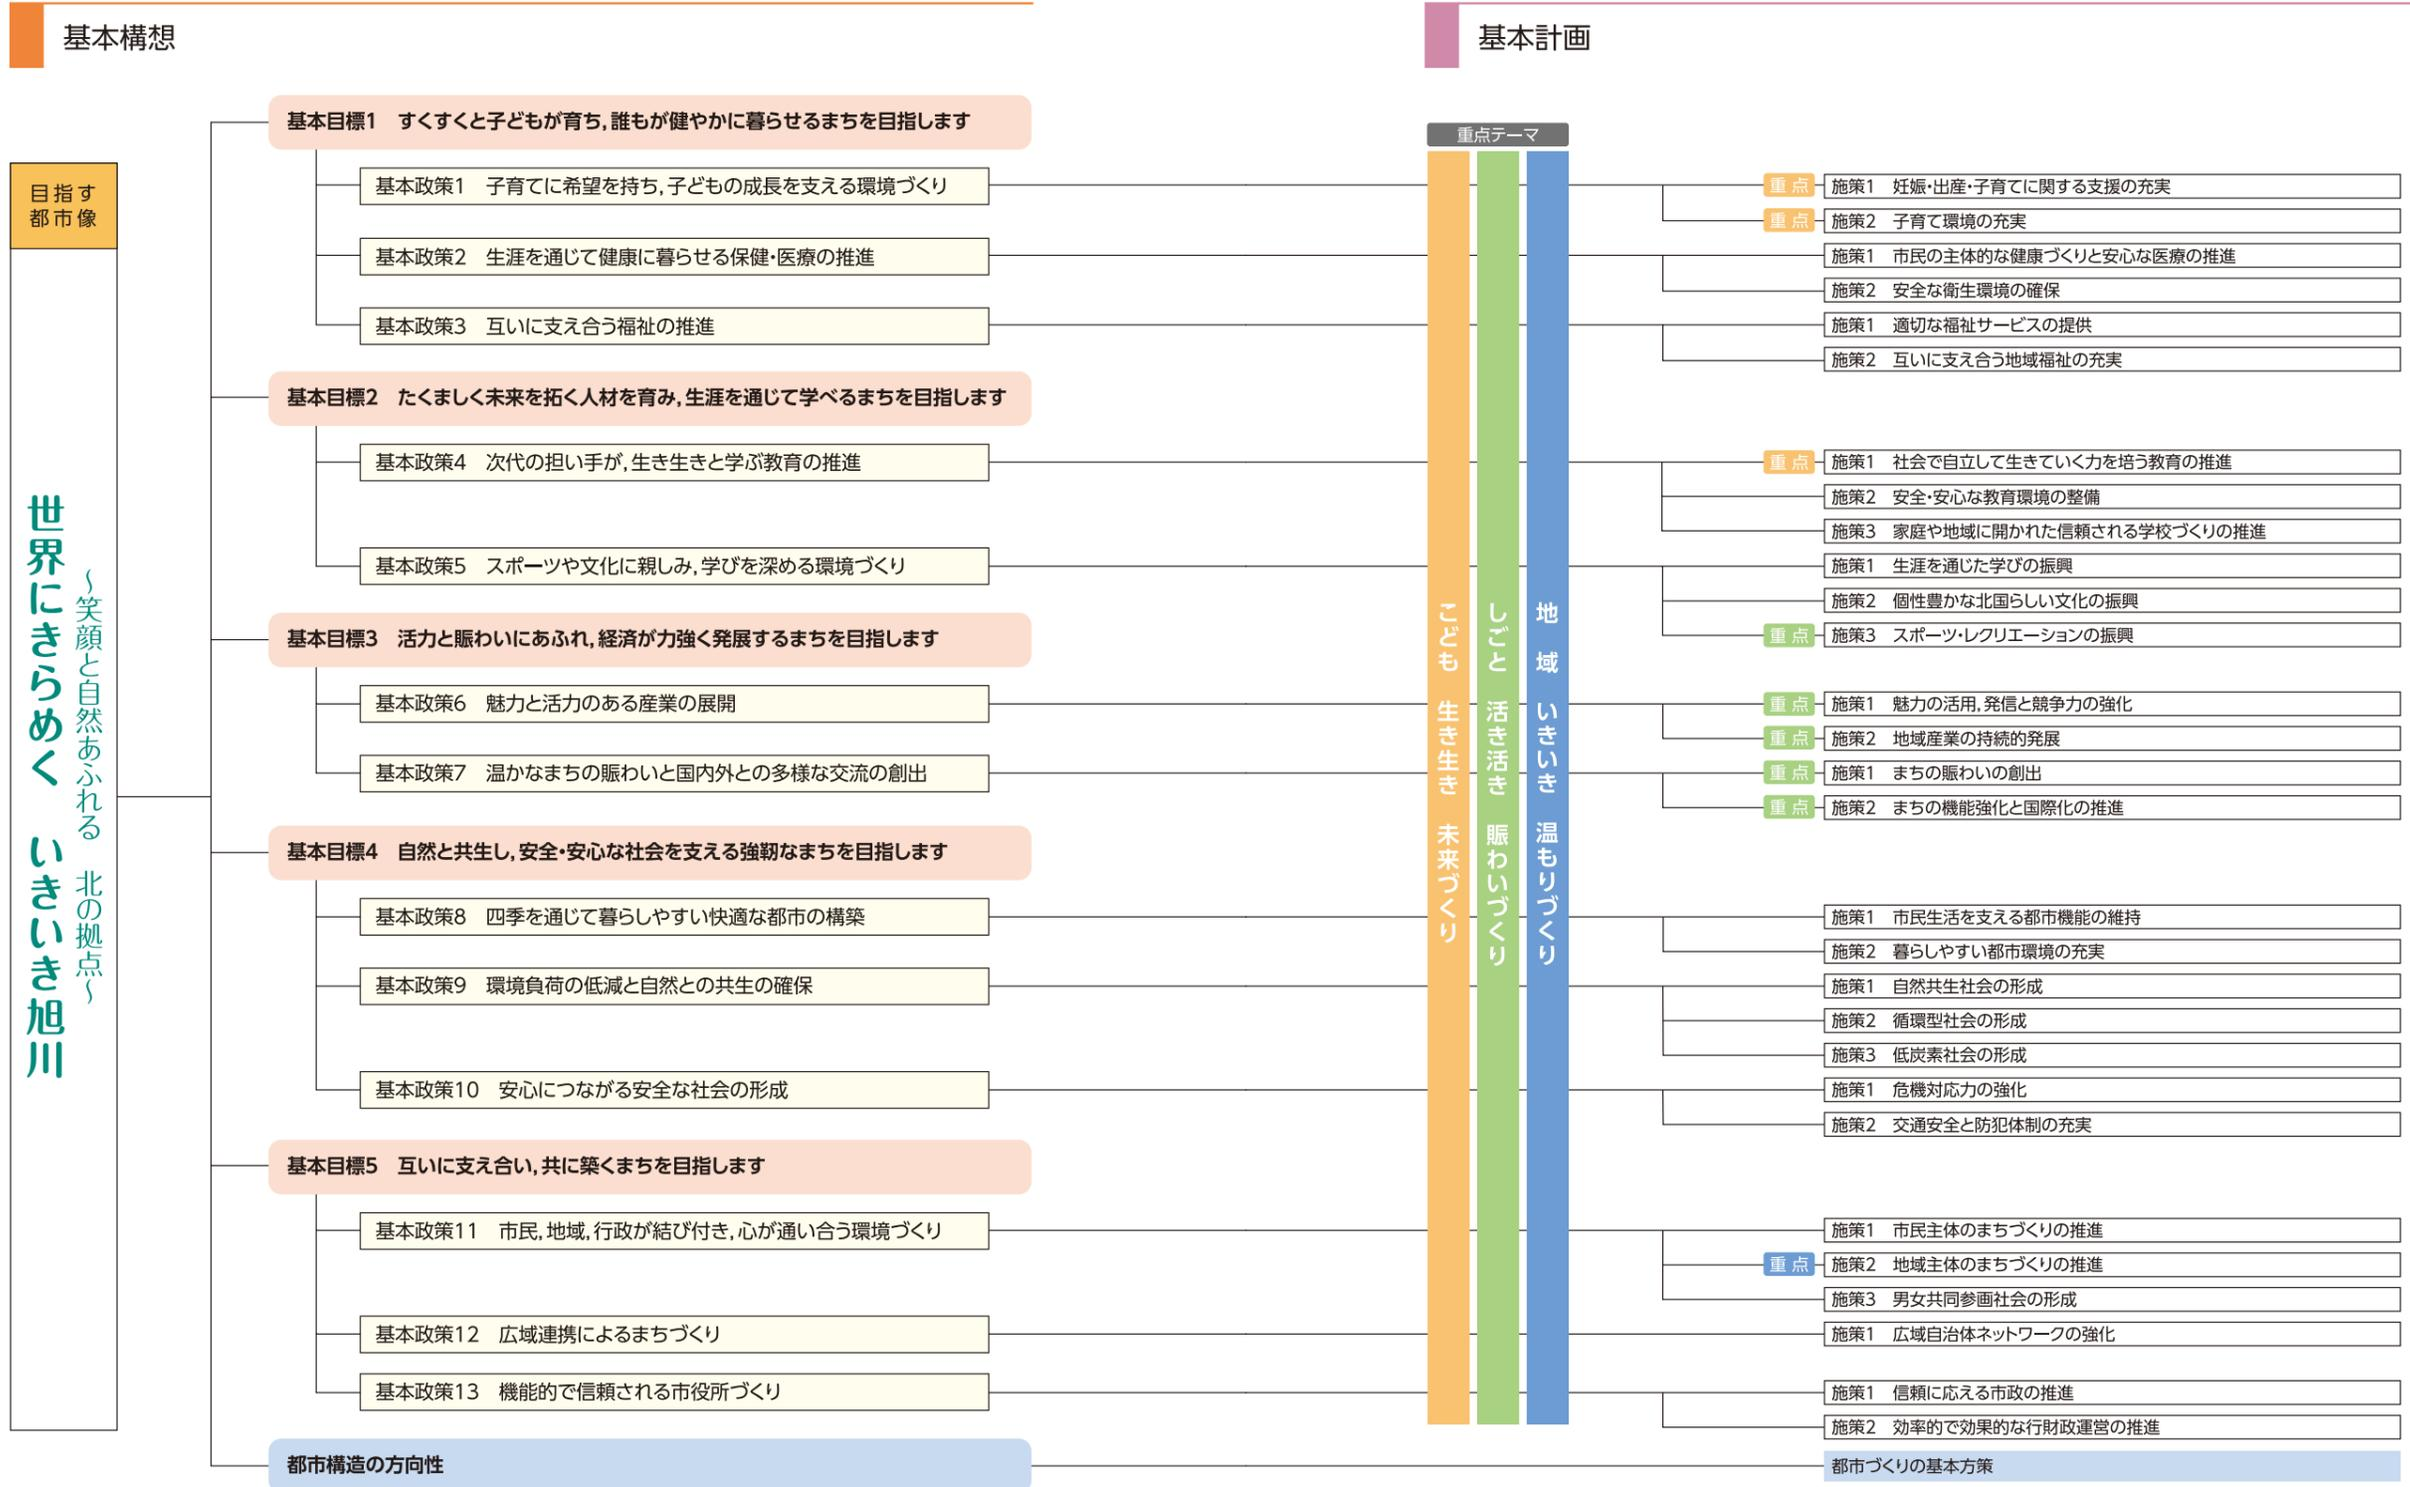 基本構想
目指す
都市像
世界にきらめく　いきいき旭川
～笑顔と自然あふれる　北の拠点～
基本目標1　すくすくと子どもが育ち，誰もが健やかに暮らせるまちを目指します
基本政策1　子育てに希望を持ち，子どもの成長を支える環境づくり
基本政策2　生涯を通じて健康に暮らせる保健・医療の推進
基本政策3　互いに支え合う福祉の推進
基本目標2　たくましく未来を拓く人材を育み，生涯を通じて学べるまちを目指します
基本政策4　次代の担い手が，生き生きと学ぶ教育の推進
基本政策5　スポーツや文化に親しみ，学びを深める環境づくり
基本目標3　活力と賑わいにあふれ，経済が力強く発展するまちを目指します
基本政策6　魅力と活力のある産業の展開
基本政策7　温かなまちの賑わいと国内外との多様な交流の創出
基本目標4　自然と共生し，安全・安心な社会を支える強靭なまちを目指します
基本政策8　四季を通じて暮らしやすい快適な都市の構築
基本政策9　環境負荷の低減と自然との共生の確保
基本政策10　安心につながる安全な社会の形成
基本目標5　互いに支え合い，共に築くまちを目指します
基本政策11　市民，地域，行政が結び付き，心が通い合う環境づくり
基本政策12　広域連携によるまちづくり
基本政策13　機能的で信頼される市役所づくり
都市構造の方向性
基本計画
重点テーマ
こども　生き生き　未来づくり
しごと　活き活き　賑わいづくり
地　域　いきいき　温もりづくり
重点　施策1　妊娠・出産・子育てに関する支援の充実
重点　施策2　子育て環境の充実
施策1　市民の主体的な健康づくりと安心な医療の推進
施策2　安全な衛生環境の確保
施策1　適切な福祉サービスの提供
施策2　互いに支え合う地域福祉の充実
重点　施策1　社会で自立して生きていく力を培う教育の推進
施策2　安全・安心な教育環境の整備
施策3　家庭や地域に開かれた信頼される学校づくりの推進
施策1　生涯を通じた学びの振興
施策2　個性豊かな北国らしい文化の振興
重点　施策3　スポーツ・レクリエーションの振興
重点　施策1　魅力の活用，発信と競争力の強化
重点　施策2　地域産業の持続的発展
重点　施策1　まちの賑わいの創出
重点　施策2　まちの機能強化と国際化の推進
施策1　市民生活を支える都市機能の維持
施策2　暮らしやすい都市環境の充実
施策1　自然共生社会の形成
施策2　循環型社会の形成
施策3　低炭素社会の形成
施策1　危機対応力の強化
施策2　交通安全と防犯体制の充実
施策1　市民主体のまちづくりの推進
重点　施策2　地域主体のまちづくりの推進
施策3　男女共同参画社会の形成
施策1　広域自治体ネットワークの強化
施策1　信頼に応える市政の推進
施策2　効率的で効果的な行財政運営の推進
都市づくりの基本方策